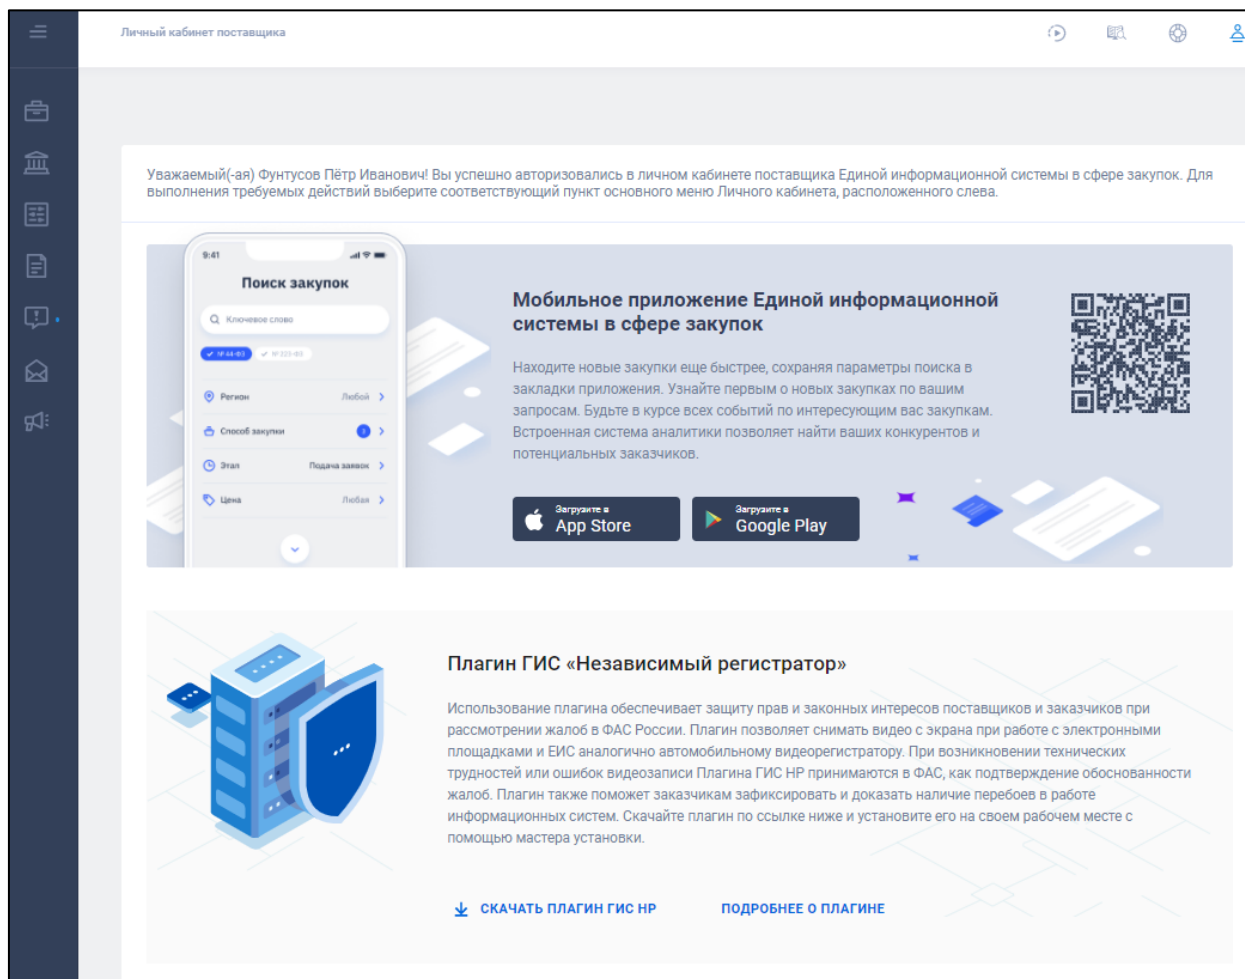 Личный кабинет поставщика
Уважаемый(-ая) Фунтусов Пётр Иванович! Вы успешно авторизовались в личном кабинете поставщика Единой информационной системы в сфере закупок. Для
выполнения требуемых действий выберите соответствующий пункт основного меню Личного кабинета, расположенного слева.
9:41
Поиск закупок
Ключевое слово
№ 44-ФЗ № 223-ФЗ
Регион Любой
Способ закупки 3
Этап Подача заявок
Цена Любая
Мобильное приложение Единой информационной
системы в сфере закупок
Находите новые закупки еще быстрее, сохраняя параметры поиска в
закладки приложения. Узнайте первым о новых закупках по вашим
запросам. Будьте в курсе всех событий по интересующим вас закупкам.
Встроенная система аналитики позволяет найти ваших конкурентов и
потенциальных заказчиков.
Загрузите в
App Store
Загрузите в
Google Play
Плагин ГИС «Независимый регистратор»
Использование плагина обеспечивает защиту прав и законных интересов поставщиков и заказчиков при
рассмотрении жалоб в ФАС России. Плагин позволяет снимать видео с экрана при работе с электронными
площадками и ЕИС аналогично автомобильному видеорегистратору. При возникновении технических
трудностей или ошибок видеозаписи Плагина ГИС НР принимаются в ФАС, как подтверждение обоснованности
жалоб. Плагин также поможет заказчикам зафиксировать и доказать наличие перебоев в работе
информационных систем. Скачайте плагин по ссылке ниже и установите его на своем рабочем месте с
помощью мастера установки.
СКАЧАТЬ ПЛАГИН ГИС НР
ПОДРОБНЕЕ О ПЛАГИНЕ